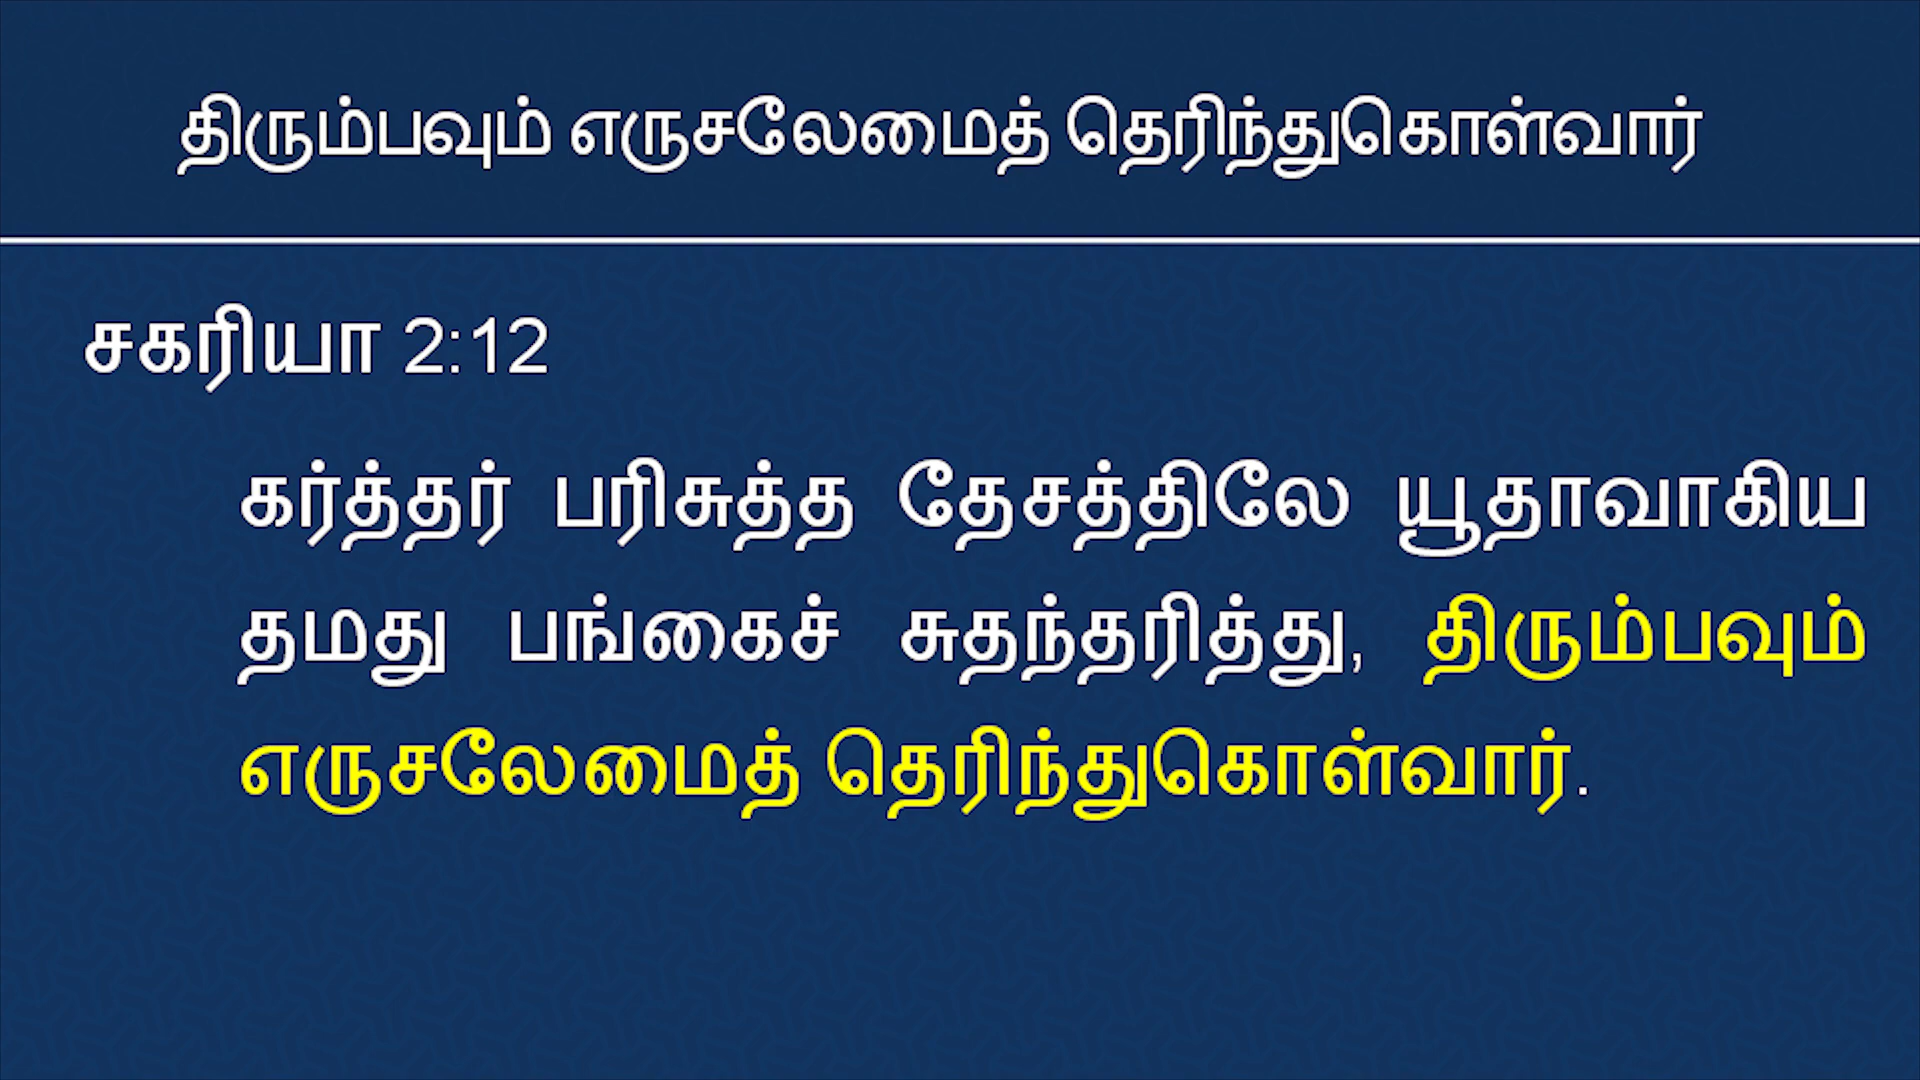 திரும்பவும் எருசலேமைத் தெரிந்துகொள்வார்
சகரியா 2:12
கர்த்தர் பரிசுத்த தேசத்திலே யூதாவாகிய
தமது பங்கைச் சுதந்தரித்து, திரும்பவும்
எருசலேமைத் தெரிந்துகொள்வார்.